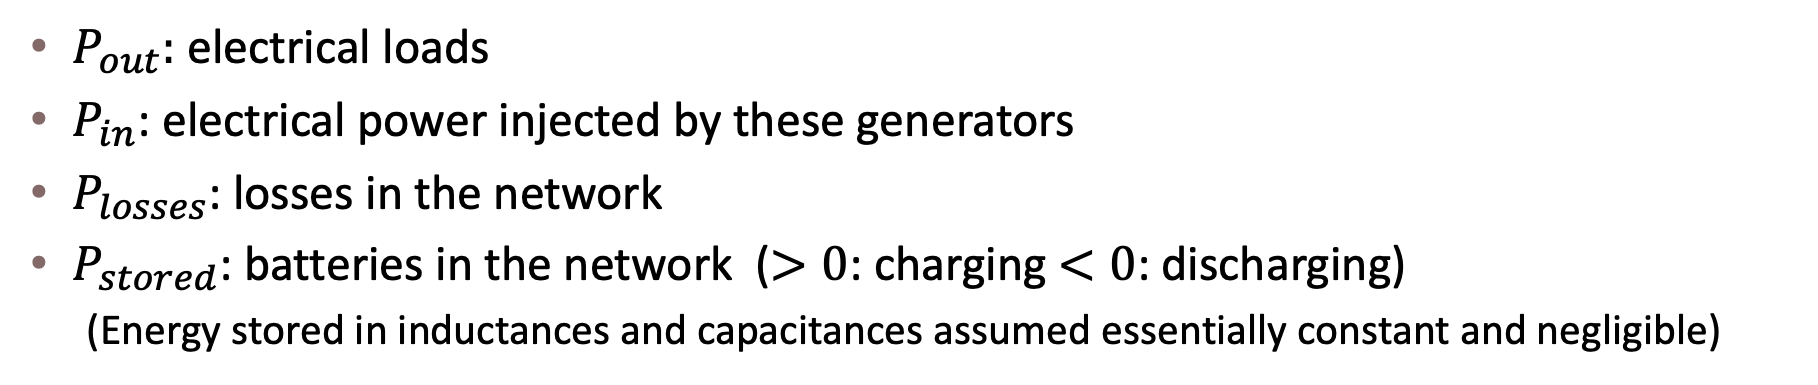 • P_out: electrical loads
• P_in: electrical power injected by these generators
• P_losses: losses in the network
• P_stored: batteries in the network (> 0: charging < 0: discharging)
(Energy stored in inductances and capacitances assumed essentially constant and negligible)